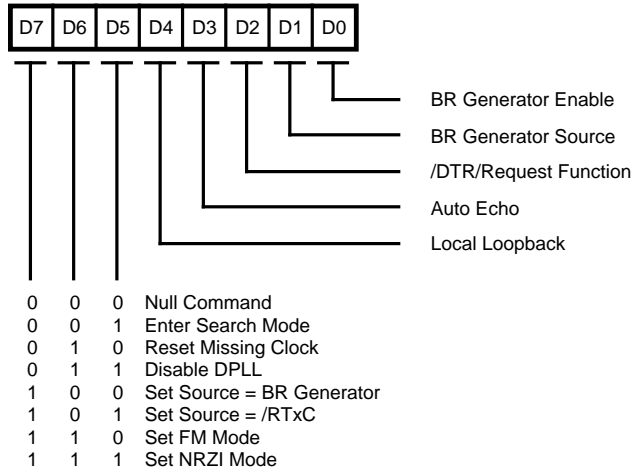 D7 D6 D5 D4 D3 D2 D1 D0
BR Generator Enable
BR Generator Source
/DTR/Request Function
Auto Echo
Local Loopback
0 0 0 Null Command
0 0 1 Enter Search Mode
0 1 0 Reset Missing Clock
0 1 1 Disable DPLL
1 0 0 Set Source = BR Generator
1 0 1 Set Source = /RTxC
1 1 0 Set FM Mode
1 1 1 Set NRZI Mode